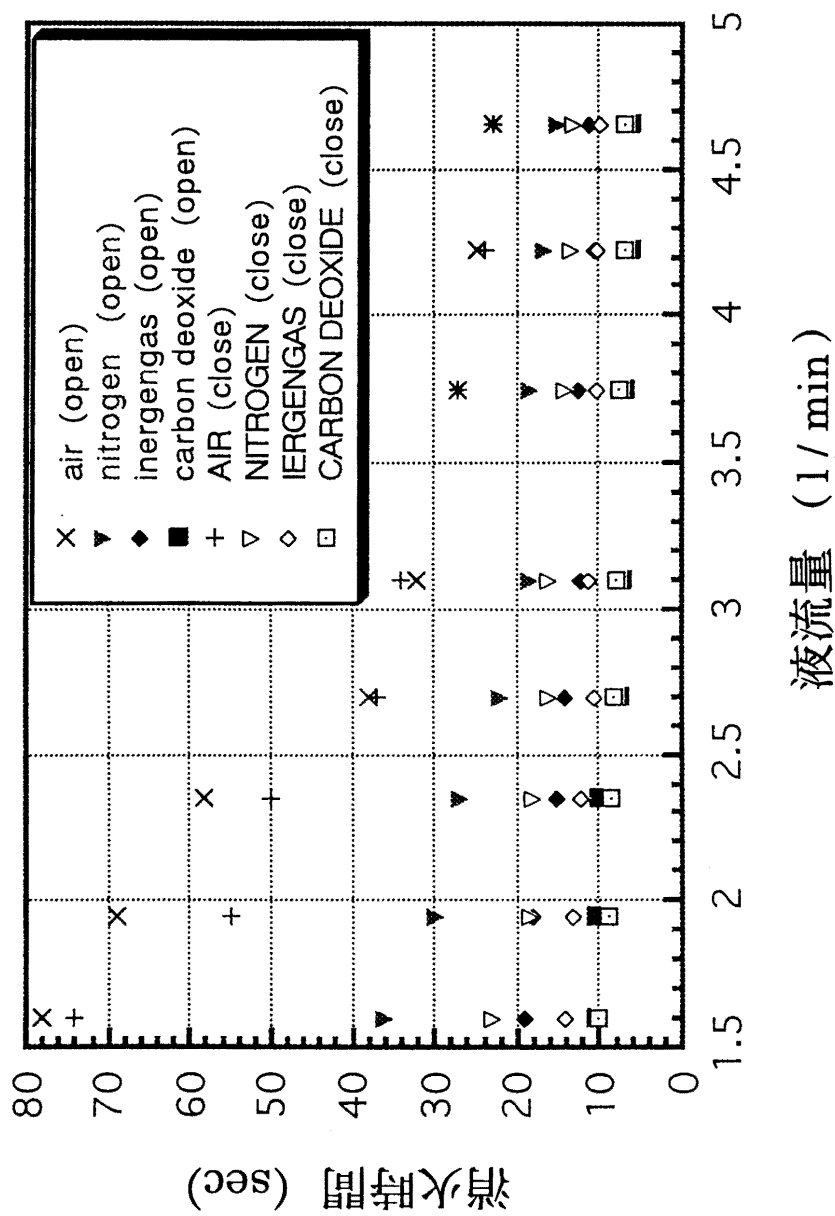 80
70
60
50
40
30
20
10
0
消火時間 (sec)
air (open)
nitrogen (open)
inergengas (open)
carbon deoxide (open)
AIR (close)
NITROGEN (close)
IERGENGAS (close)
CARBON DEOXIDE (close)
1.5
2
2.5
3
3.5
4
4.5
5
液流量 (l/min)